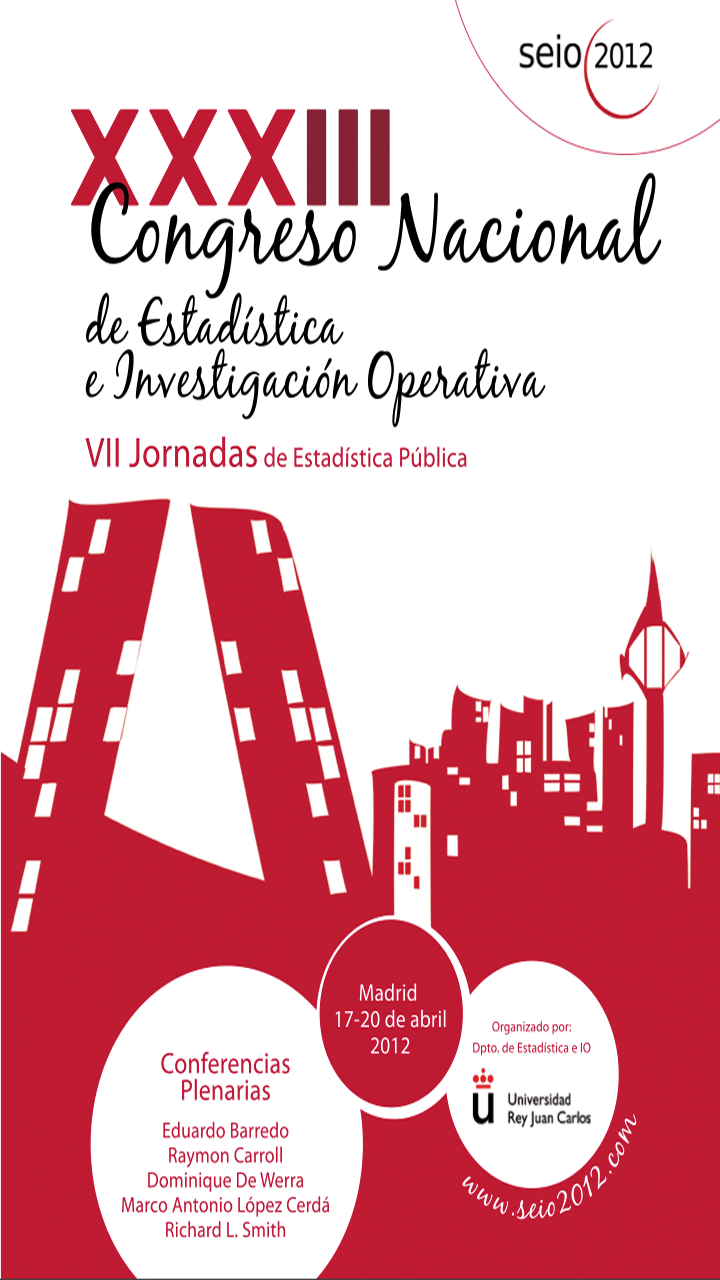 seio 2012
XXXIII
Congreso Nacional
de Estadística
e Investigación Operativa
VII Jornadas de Estadística Pública
Madrid
17-20 de abril
2012
Organizado por:
Dpto. de Estadística e IO
ü Universidad
Rey Juan Carlos
www.seio2012.com
Conferencias
Plenarias
Eduardo Barredo
Raymon Carroll
Dominique De Werra
Marco Antonio López Cerdá
Richard L. Smith